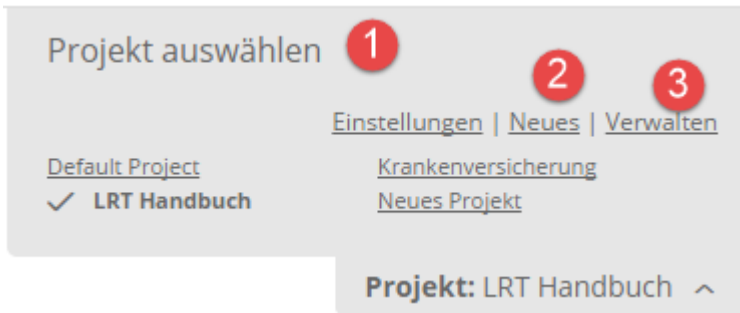 Projekt auswählen 1
2 3
Einstellungen | Neues | Verwalten
Default Project Krankenversicherung
LRT Handbuch Neues Projekt
Projekt: LRT Handbuch